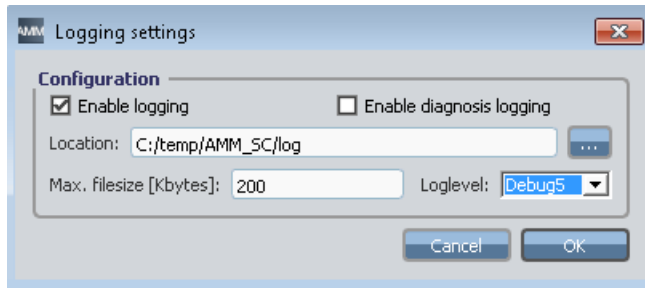 AMM Logging settings
Configuration
Enable logging Enable diagnosis logging
Location: C:/temp/AMM_SC/log ...
Max. filesize [Kbytes]: 200 Loglevel: Debug5
Cancel OK